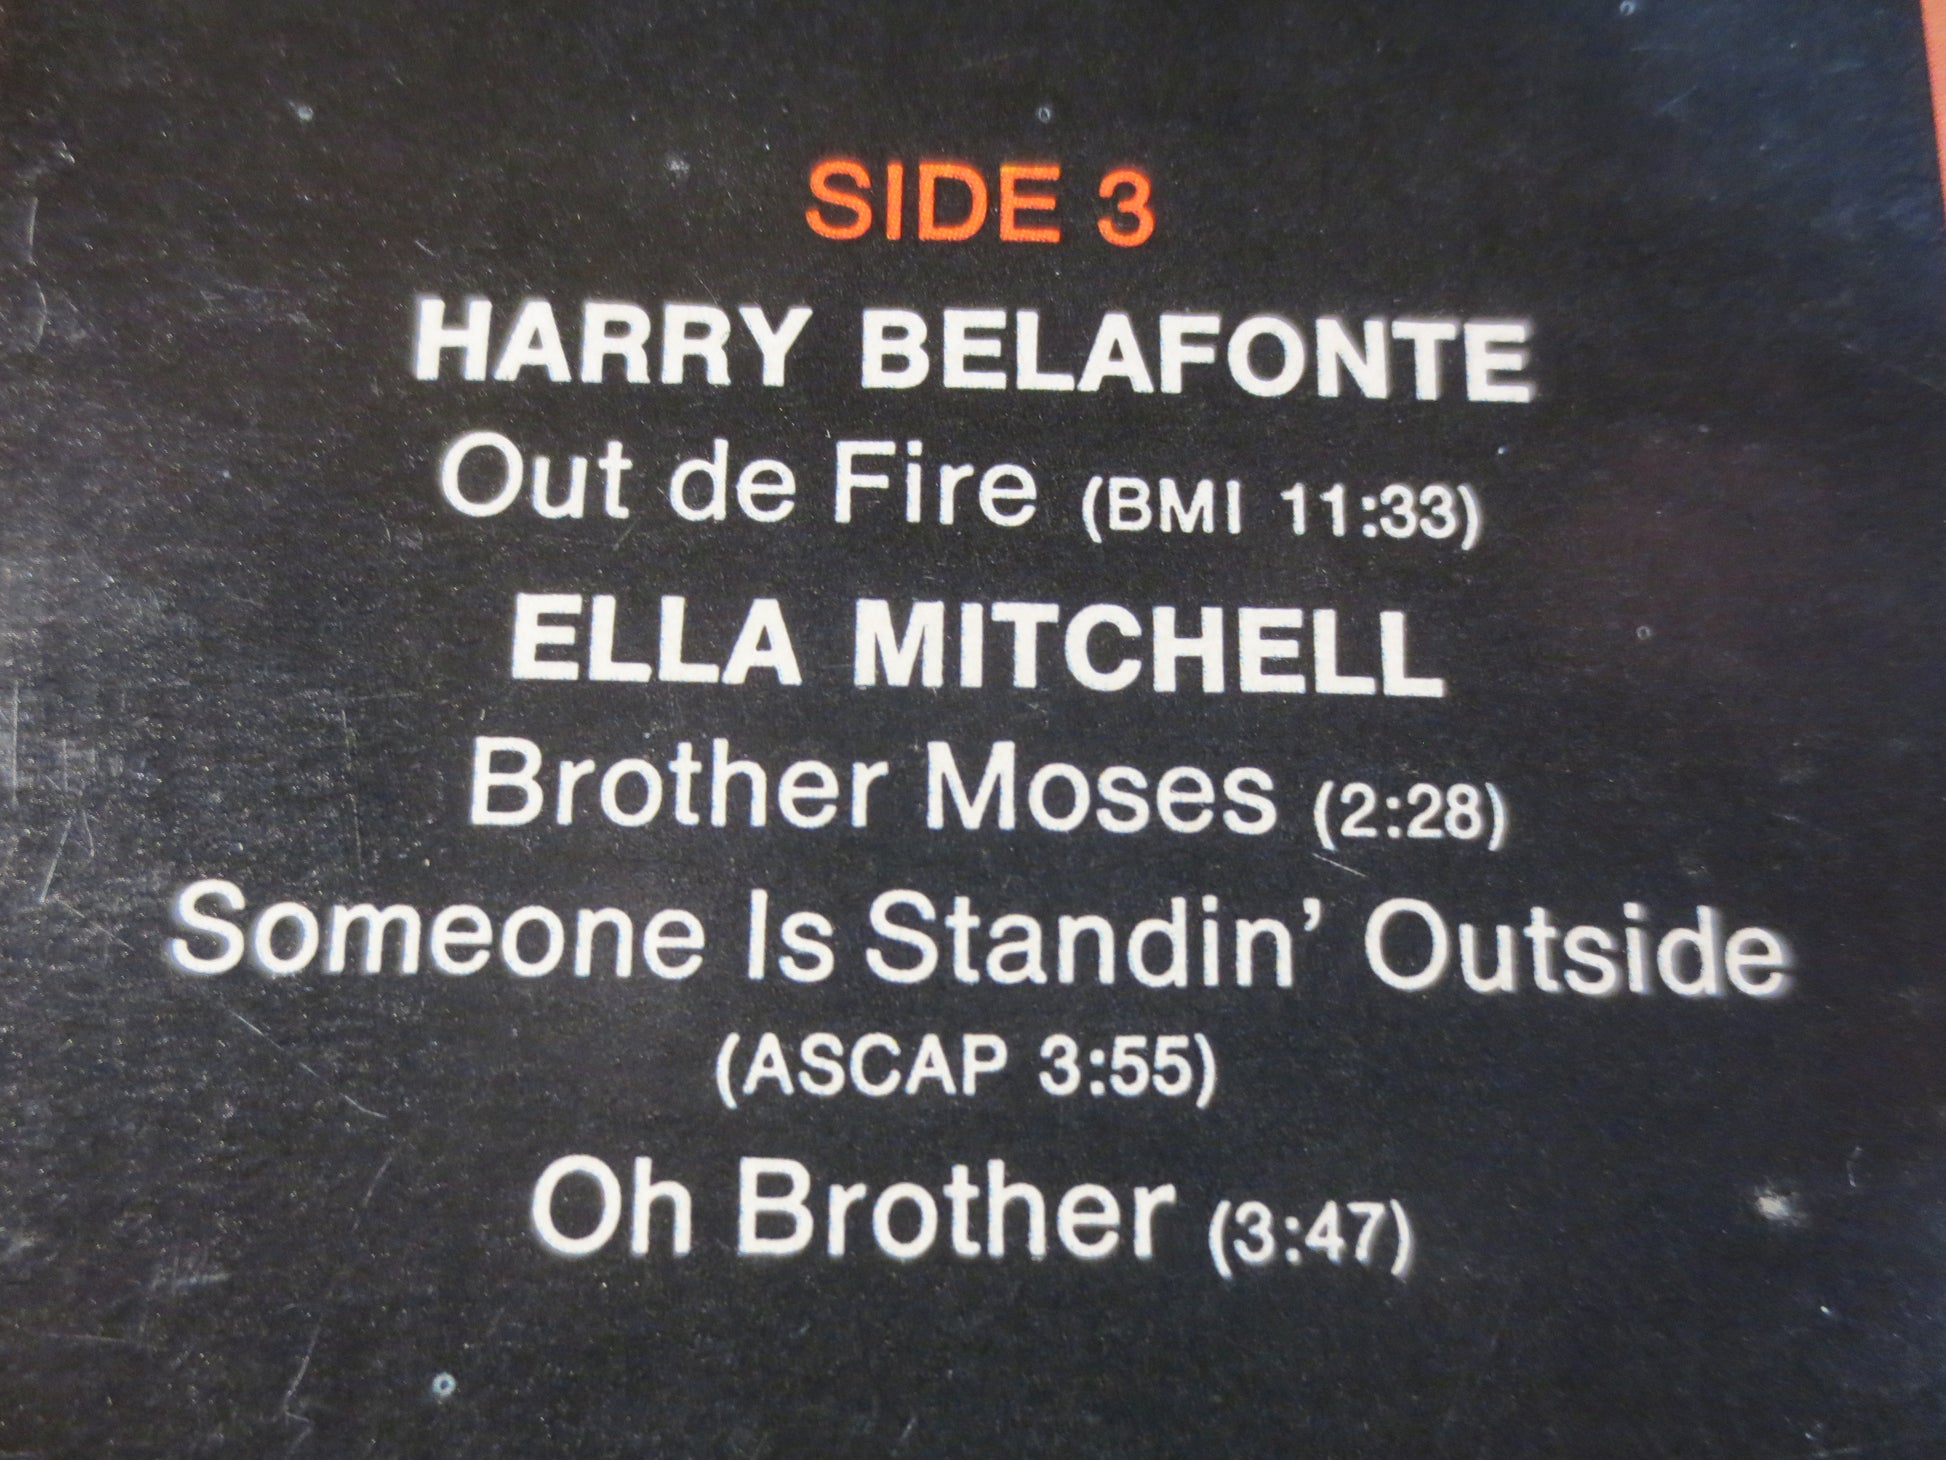 SIDE 3
HARRY BELAFONTE
Out de Fire (BMI 11:33)
ELLA MITCHELL
Brother Moses (2:28)
Someone Is Standin’ Outside
(ASCAP 3:55)
Oh Brother (3:47)